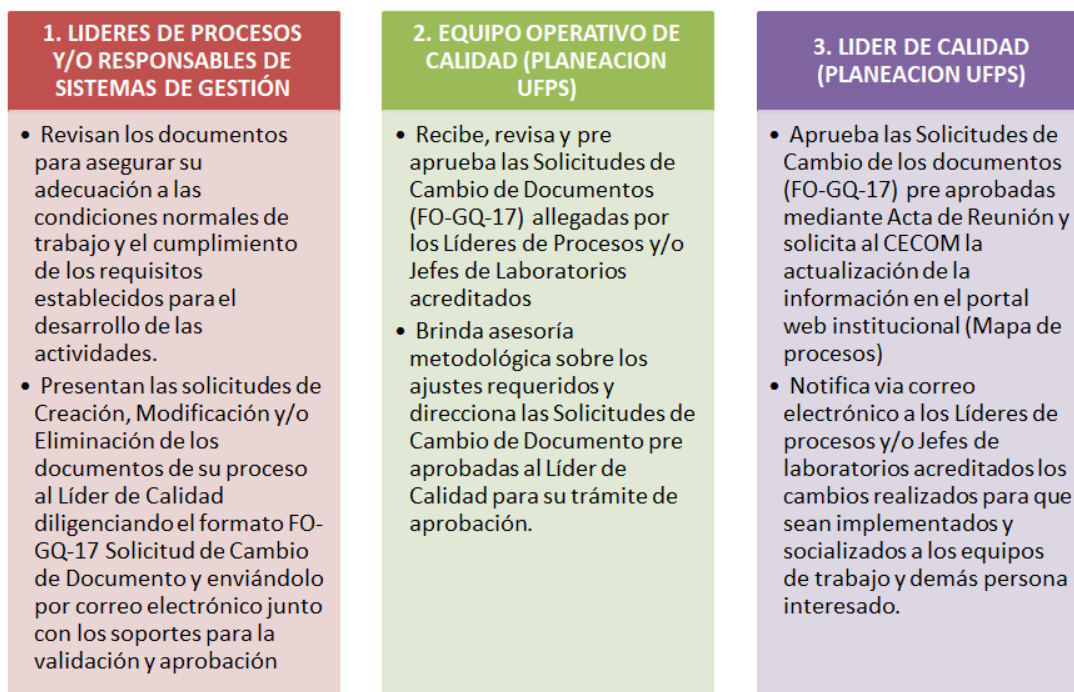 1. LIDERES DE PROCESOS
Y/O RESPONSABLES DE
SISTEMAS DE GESTIÓN
• Revisan los documentos
para asegurar su
adecuación a las
condiciones normales de
trabajo y el cumplimiento
de los requisitos
establecidos para el
desarrollo de las
actividades.
• Presentan las solicitudes de
Creación, Modificación y/o
Eliminación de los
documentos de su proceso
al Líder de Calidad
diligenciando el formato FO-
GQ-17 Solicitud de Cambio
de Documento y enviándolo
por correo electrónico junto
con los soportes para la
validación y aprobación
2. EQUIPO OPERATIVO DE
CALIDAD (PLANEACION
UFPS)
• Recibe, revisa y pre
aprueba las Solicitudes de
Cambio de Documentos
(FO-GQ-17) allegadas por
los Líderes de Procesos y/o
Jefes de Laboratorios
acreditados
• Brinda asesoría
metodológica sobre los
ajustes requeridos y
direcciona las Solicitudes de
Cambio de Documento pre
aprobadas al Líder de
Calidad para su trámite de
aprobación.
3. LIDER DE CALIDAD
(PLANEACION UFPS)
• Aprueba las Solicitudes de
Cambio de los documentos
(FO-GQ-17) pre aprobadas
mediante Acta de Reunión y
solicita al CECOM la
actualización de la
información en el portal
web institucional (Mapa de
procesos)
• Notifica via correo
electrónico a los Líderes de
procesos y/o Jefes de
laboratorios acreditados los
cambios realizados para que
sean implementados y
socializados a los equipos
de trabajo y demás persona
interesado.